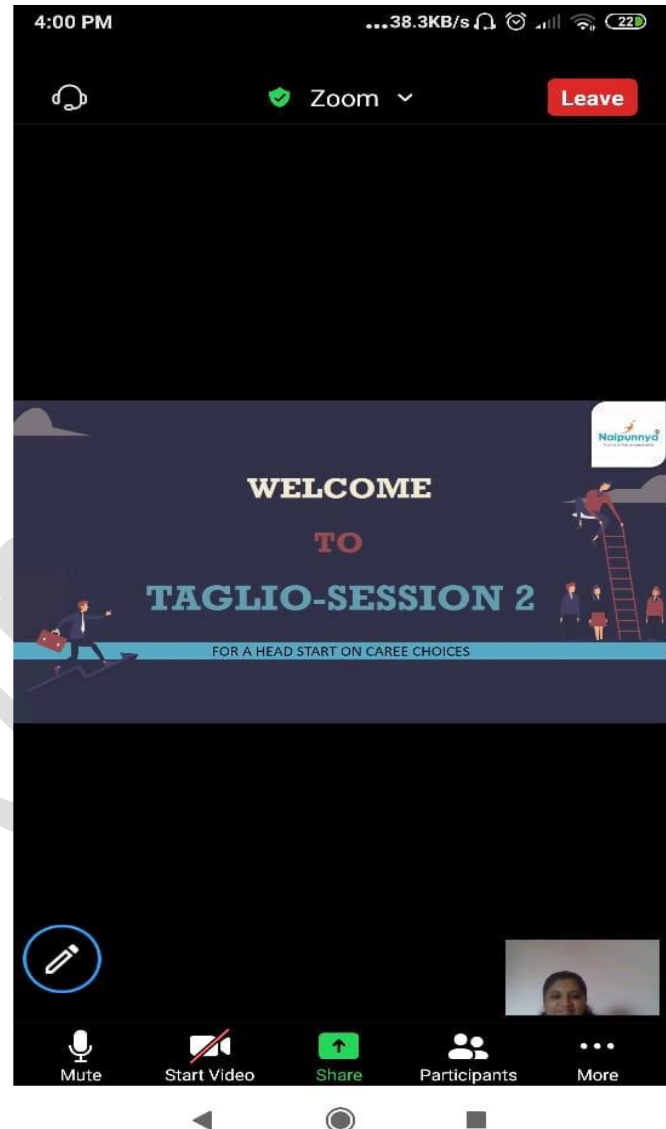 4:00 PM ...38.3KB/s 22
Zoom Leave
Naipunnya
WELCOME
TO
TAGLIO-SESSION 2
FOR A HEAD START ON CAREE CHOICES
Mute Start Video Share Participants More